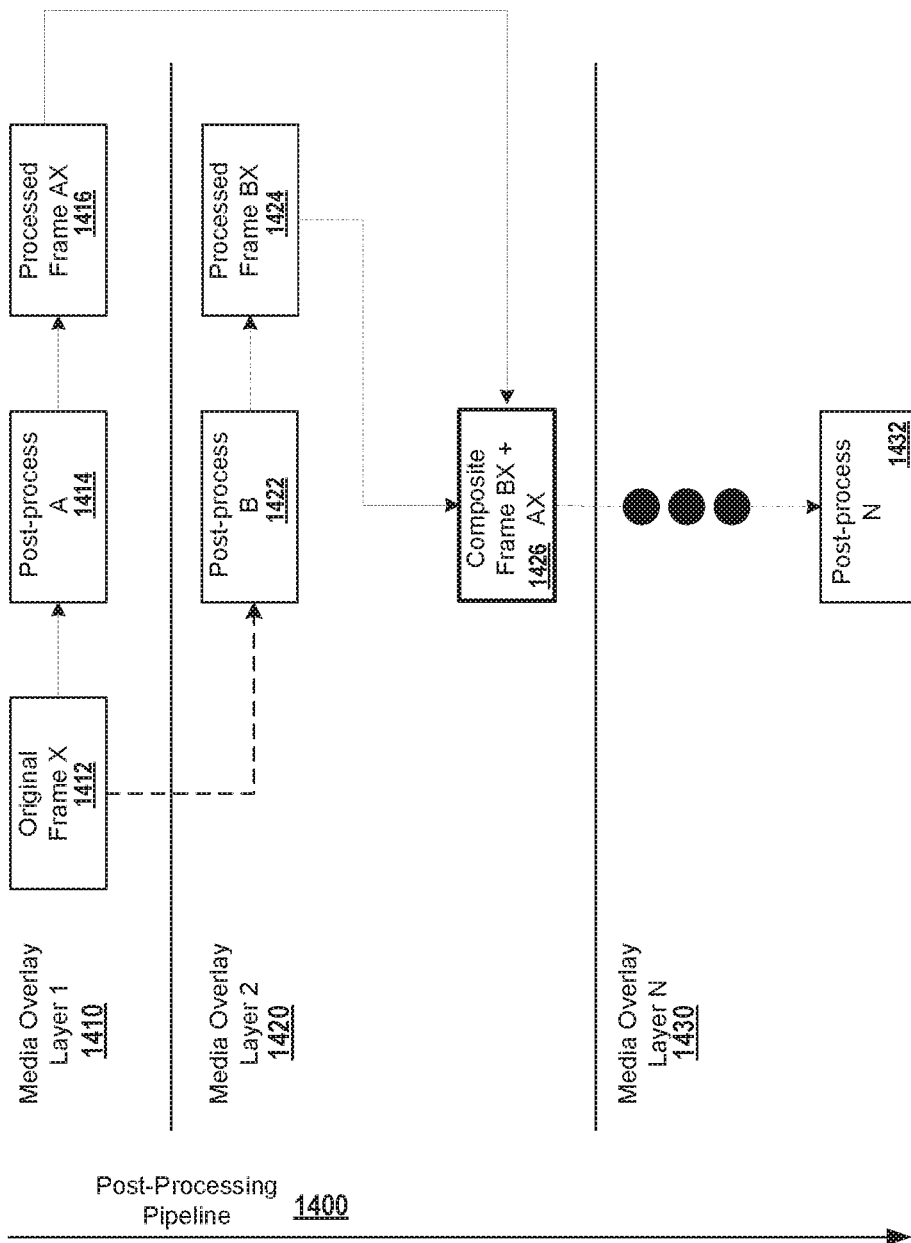 Post-Processing
Pipeline
1400
Media Overlay
Layer 1
1410
Original
Frame X
1412
Post-process
A
1414
Processed
Frame AX
1416
Media Overlay
Layer 2
1420
Post-process
B
1422
Processed
Frame BX
1424
Composite
Frame BX +
1426 AX
Media Overlay
Layer N
1430
Post-process
N
1432